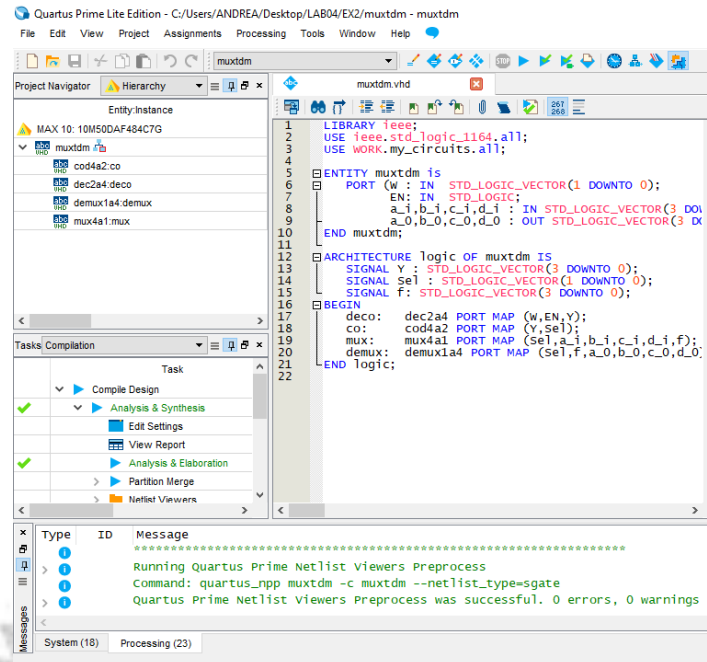 Quartus Prime Lite Edition - C:/Users/ANDREA/Desktop/LAB04/EX2/muxtdm - muxtdm
File Edit View Project Assignments Processing Tools Window Help
muxtdm
Project Navigator Hierarchy
muxtdm.vhd
Entity:Instance
MAX 10: 10M50DAF484C7G
muxtdm
cod4a2:co
dec2a4:deco
demux1a4:demux
mux4a1:mux
267
268
1 LIBRARY ieee;
2 USE ieee.std_logic_1164.all;
3 USE WORK.my_circuits.all;
4
5 ENTITY muxtdm is
6 PORT (W : IN STD_LOGIC_VECTOR(1 DOWNTO 0);
7 EN: IN STD_LOGIC;
8 a_i,b_i,c_i,d_i : IN STD_LOGIC_VECTOR(3 DOW
9 a_0,b_0,c_0,d_0 : OUT STD_LOGIC_VECTOR(3 DO
10 END muxtdm;
11
12 ARCHITECTURE logic OF muxtdm IS
13 SIGNAL Y : STD_LOGIC_VECTOR(3 DOWNTO 0);
14 SIGNAL Sel : STD_LOGIC_VECTOR(1 DOWNTO 0);
15 SIGNAL f: STD_LOGIC_VECTOR(3 DOWNTO 0);
16 BEGIN
17 deco: dec2a4 PORT MAP (W,EN,Y);
18 co: cod4a2 PORT MAP (Y,Sel);
19 mux: mux4a1 PORT MAP (Sel,a_i,b_i,c_i,d_i,f);
20 demux: demux1a4 PORT MAP (Sel,f,a_0,b_0,c_0,d_0)
21 END logic;
22
Tasks Compilation
Task
Compile Design
Analysis & Synthesis
Edit Settings
View Report
Analysis & Elaboration
Partition Merge
Netlist Viewers
Messages
Type ID Message
*******************************************************************
Running Quartus Prime Netlist Viewers Preprocess
Command: quartus_npp muxtdm -c muxtdm --netlist_type=sgate
Quartus Prime Netlist Viewers Preprocess was successful. 0 errors, 0 warnings
System (18) Processing (23)